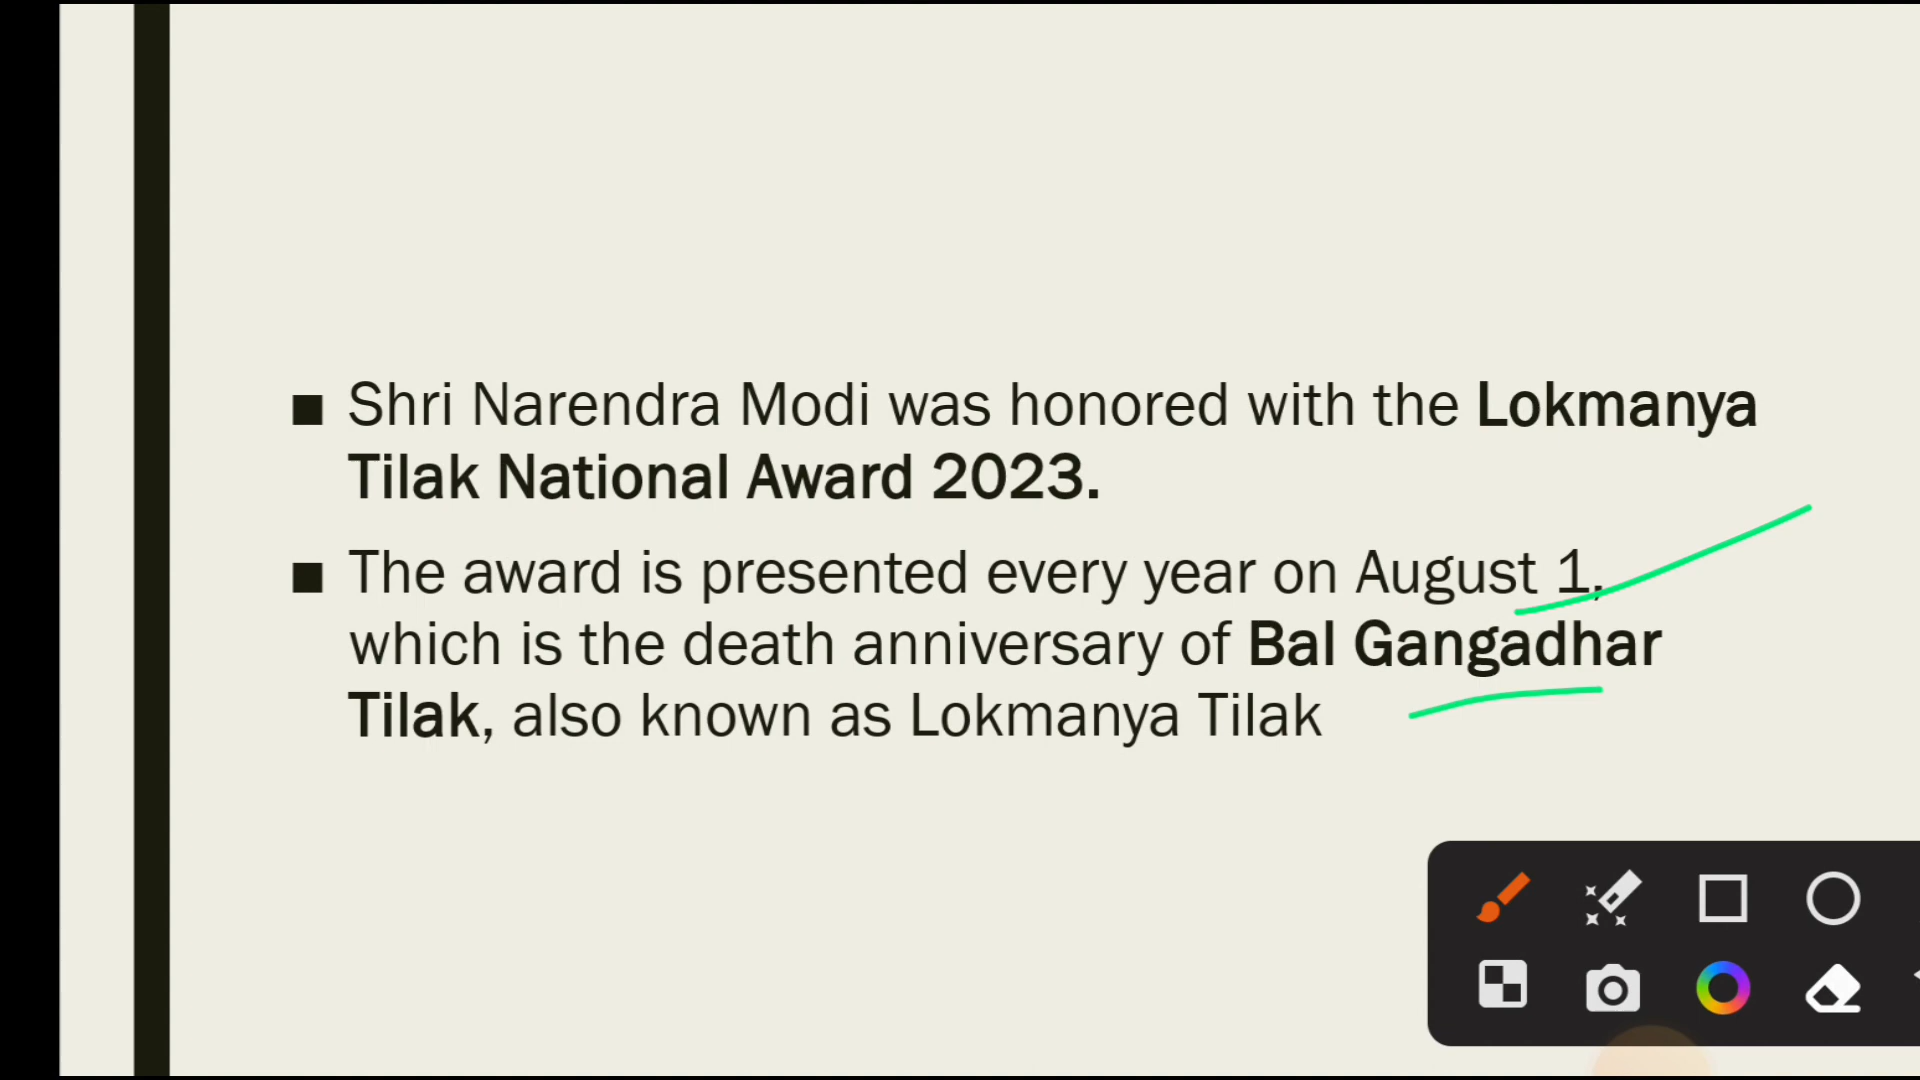 Shri Narendra Modi was honored with the Lokmanya
Tilak National Award 2023.
The award is presented every year on August 1,
which is the death anniversary of Bal Gangadhar
Tilak, also known as Lokmanya Tilak